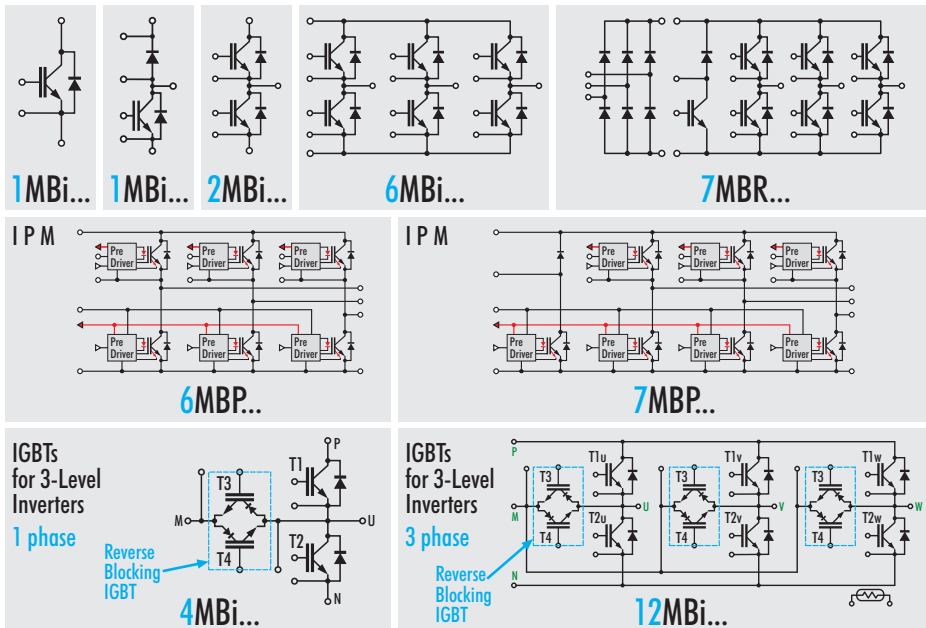 1MBi...
1MBi...
2MBi...
6MBi...
7MBR...
IPM
Pre
Driver
Pre
Driver
Pre
Driver
Pre
Driver
Pre
Driver
Pre
Driver
6MBP...
IPM
Pre
Driver
Pre
Driver
Pre
Driver
Pre
Driver
Pre
Driver
Pre
Driver
Pre
Driver
7MBP...
IGBTs
for 3-Level
Inverters
1 phase
P
T1
T3
M
U
T4
T2
Reverse
Blocking
IGBT
N
4MBi...
IGBTs
for 3-Level
Inverters
3 phase
P
T1u
T1v
T1w
T3
T3
T3
M
U
V
W
T4
T4
T4
T2u
T2v
T2w
N
Reverse
Blocking
IGBT
12MBi...